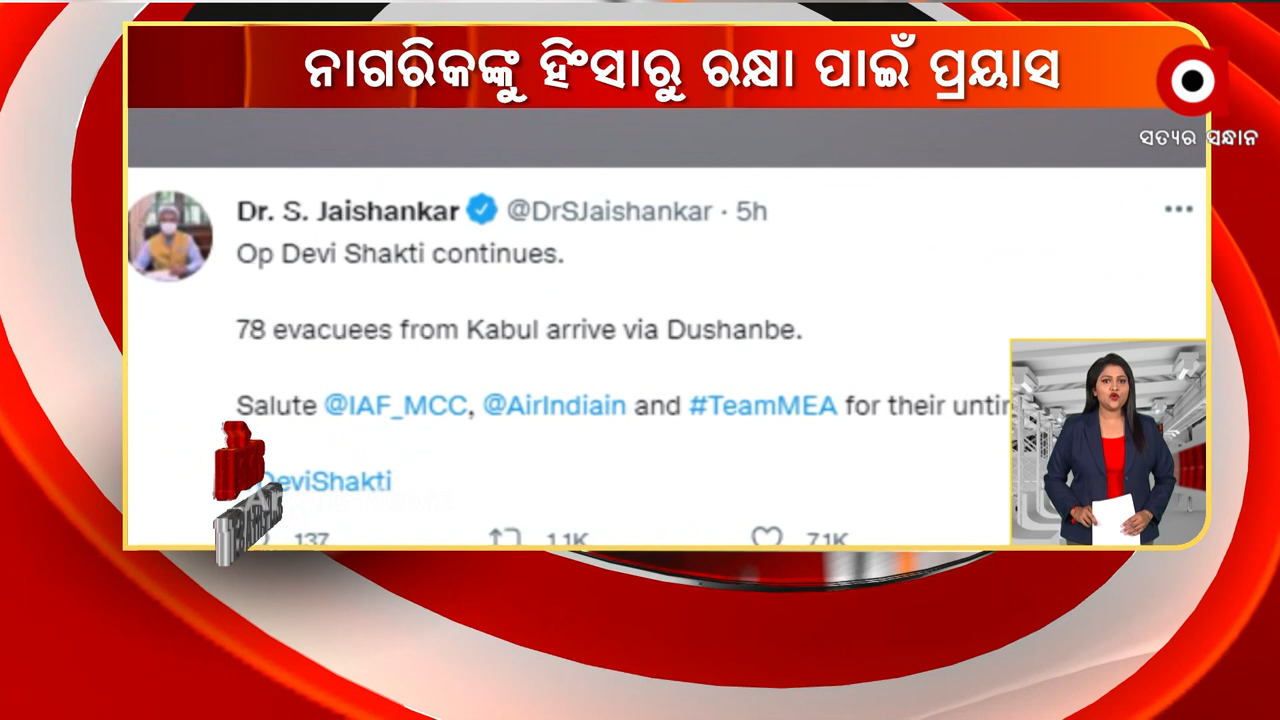 ନାଗରିକଙ୍କୁ ହିଂସାରୁ ରକ୍ଷା ପାଇଁ ପ୍ରୟାସ
ସତ୍ୟର ସନ୍ଧାନ
Dr. S. Jaishankar @DrSJaishankar · 5h
Op Devi Shakti continues.
78 evacuees from Kabul arrive via Dushanbe.
Salute @IAF_MCC, @AirIndiain and #TeamMEA for their
DeviShakti
137 1.1K 7.1K